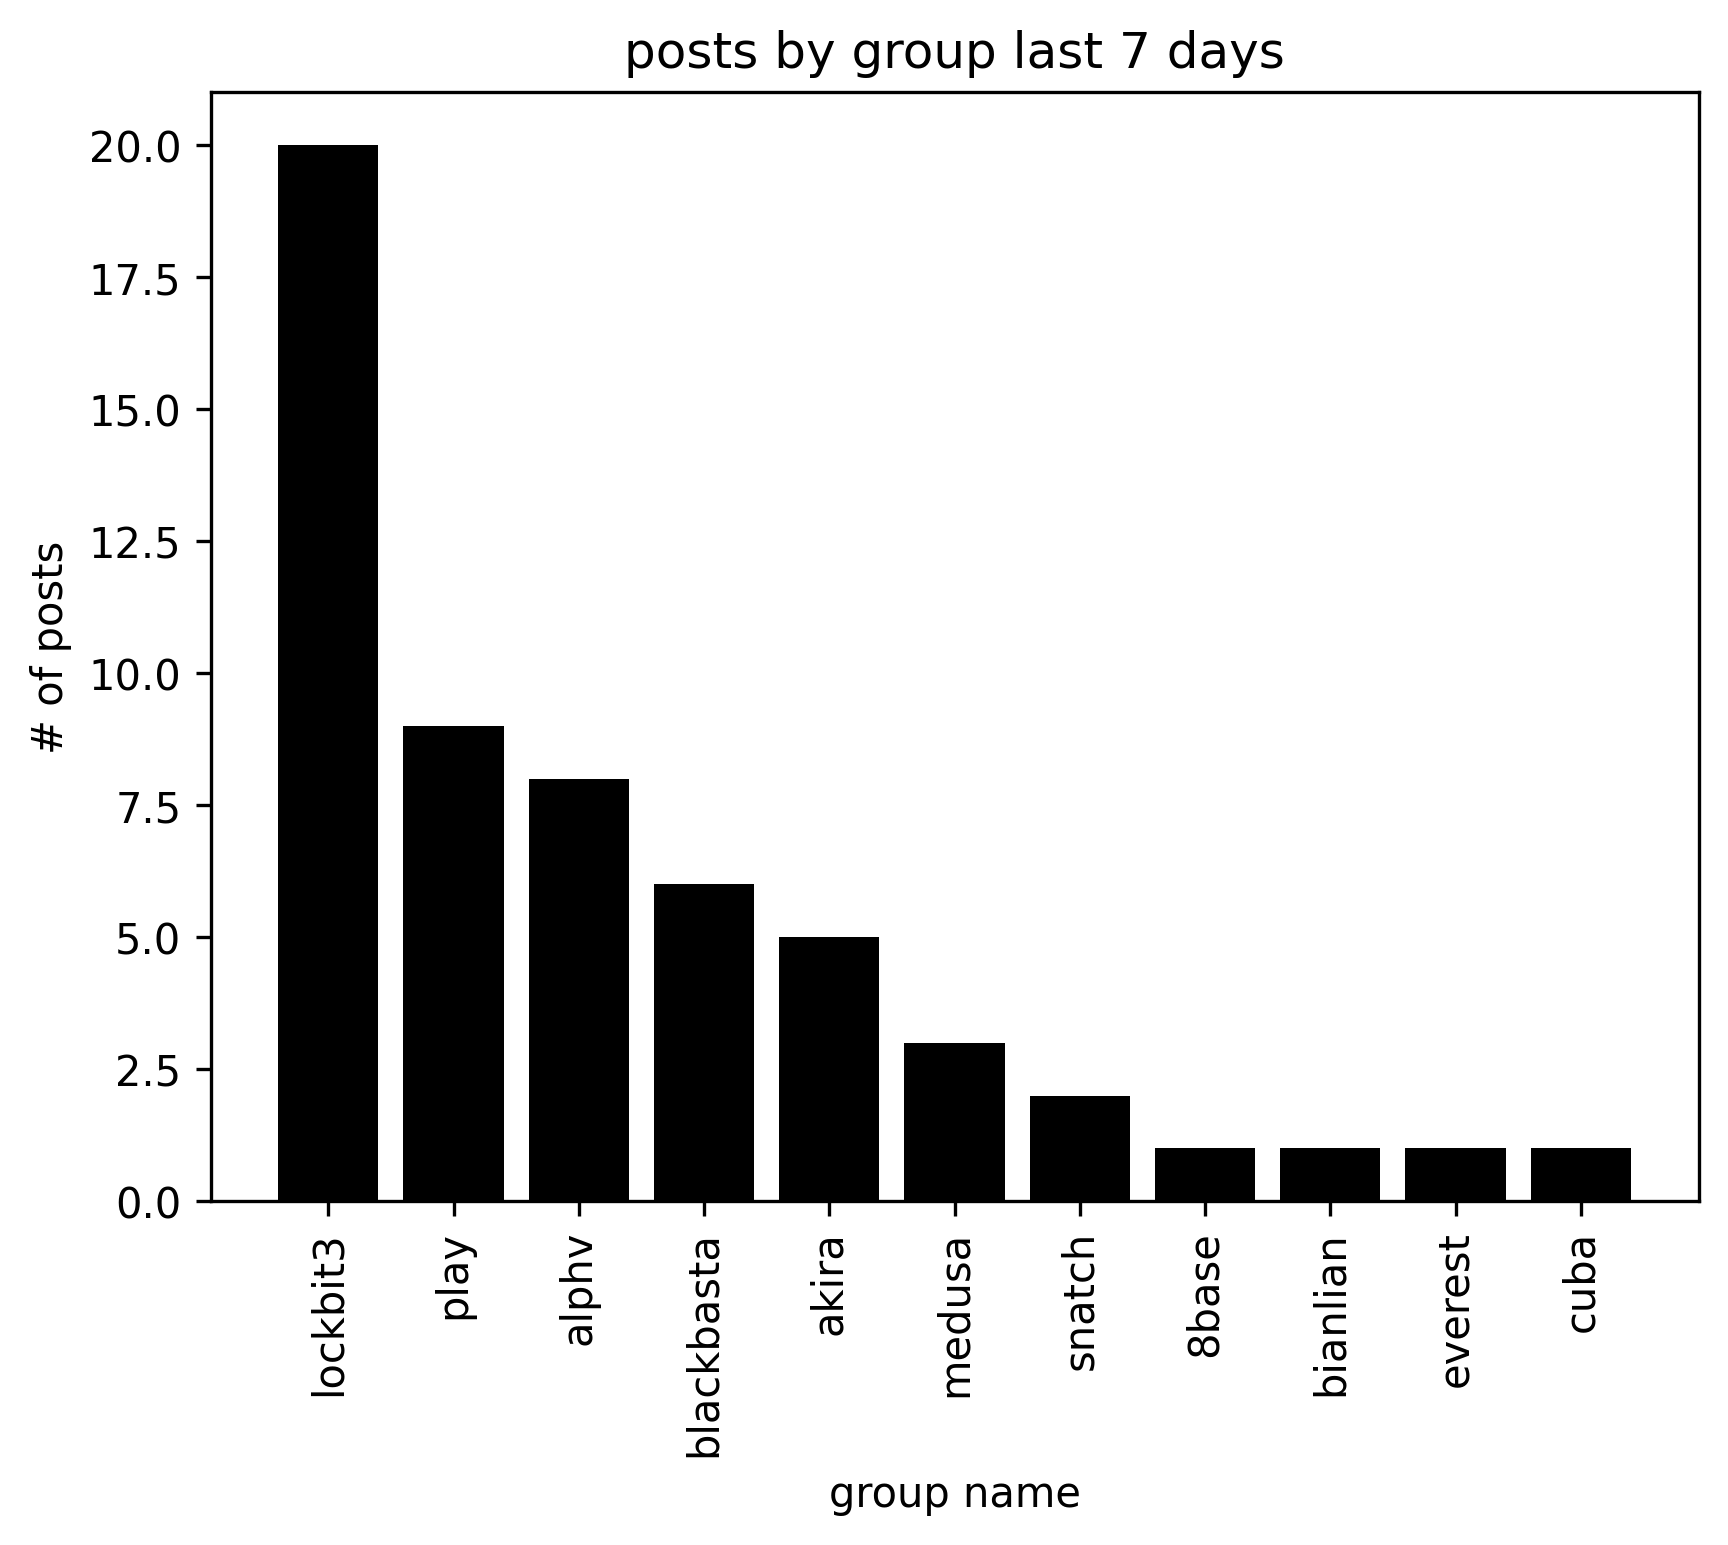 posts by group last 7 days
# of posts
20.0
17.5
15.0
12.5
10.0
7.5
5.0
2.5
0.0
lockbit3
play
alphv
blackbasta
akira
medusa
snatch
8base
bianlian
everest
cuba
group name